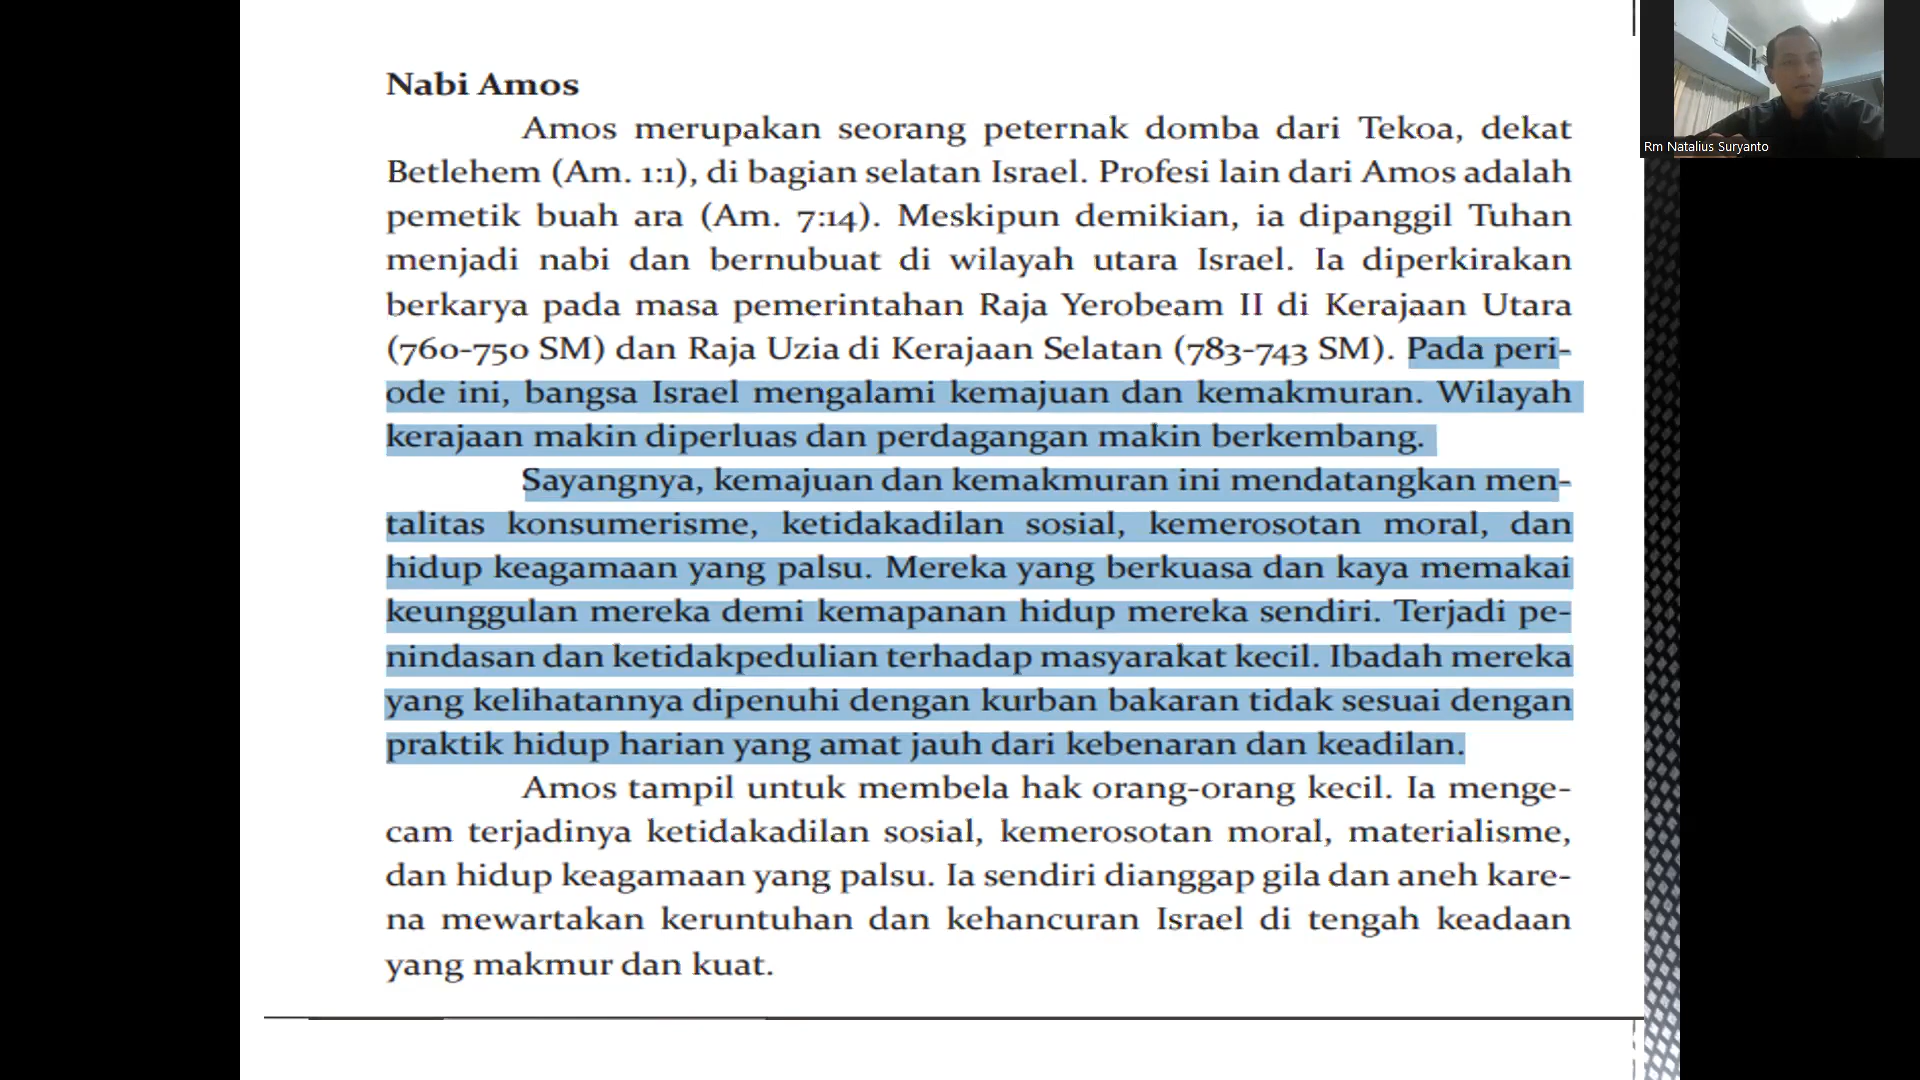 Nabi Amos
Amos merupakan seorang peternak domba dari Tekoa, dekat
Betlehem (Am. 1:1), di bagian selatan Israel. Profesi lain dari Amos adalah
pemetik buah ara (Am. 7:14). Meskipun demikian, ia dipanggil Tuhan
menjadi nabi dan bernubuat di wilayah utara Israel. Ia diperkirakan
berkarya pada masa pemerintahan Raja Yerobeam II di Kerajaan Utara
(760-750 SM) dan Raja Uzia di Kerajaan Selatan (783-743 SM). Pada peri-
ode ini, bangsa Israel mengalami kemajuan dan kemakmuran. Wilayah
kerajaan makin diperluas dan perdagangan makin berkembang.
Sayangnya, kemajuan dan kemakmuran ini mendatangkan men-
talitas konsumerisme, ketidakadilan sosial, kemerosotan moral, dan
hidup keagamaan yang palsu. Mereka yang berkuasa dan kaya memakai
keunggulan mereka demi kemapanan hidup mereka sendiri. Terjadi pe-
nindasan dan ketidakpedulian terhadap masyarakat kecil. Ibadah mereka
yang kelihatannya dipenuhi dengan kurban bakaran tidak sesuai dengan
praktik hidup harian yang amat jauh dari kebenaran dan keadilan.
Amos tampil untuk membela hak orang-orang kecil. Ia menge-
cam terjadinya ketidakadilan sosial, kemerosotan moral, materialisme,
dan hidup keagamaan yang palsu. Ia sendiri dianggap gila dan aneh kare-
na mewartakan keruntuhan dan kehancuran Israel di tengah keadaan
yang makmur dan kuat.
Rm Natalius Suryanto